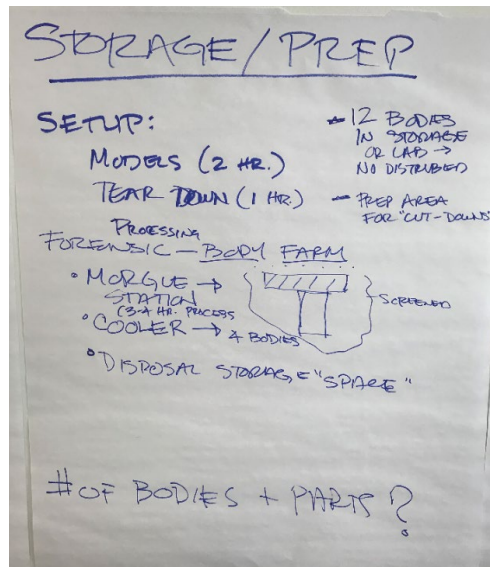 STORAGE/PREP
SETUP:
MODELS (2 HR.)
TEAR DOWN (1 HR.)
- 12 BODIES
IN STORAGE
OR LAB →
NO DISTRIBED
- PREP AREA
FOR "CUT-DOWNS"
PROCESSING
FORENSIC - BODY FARM
• MORGUE →
STATION
(3-4 HR. PROCESS
• COOLER → 4 BODIES
SCREENED
• DISPOSAL STORAGE "SPACE"
# OF BODIES + PARTS?